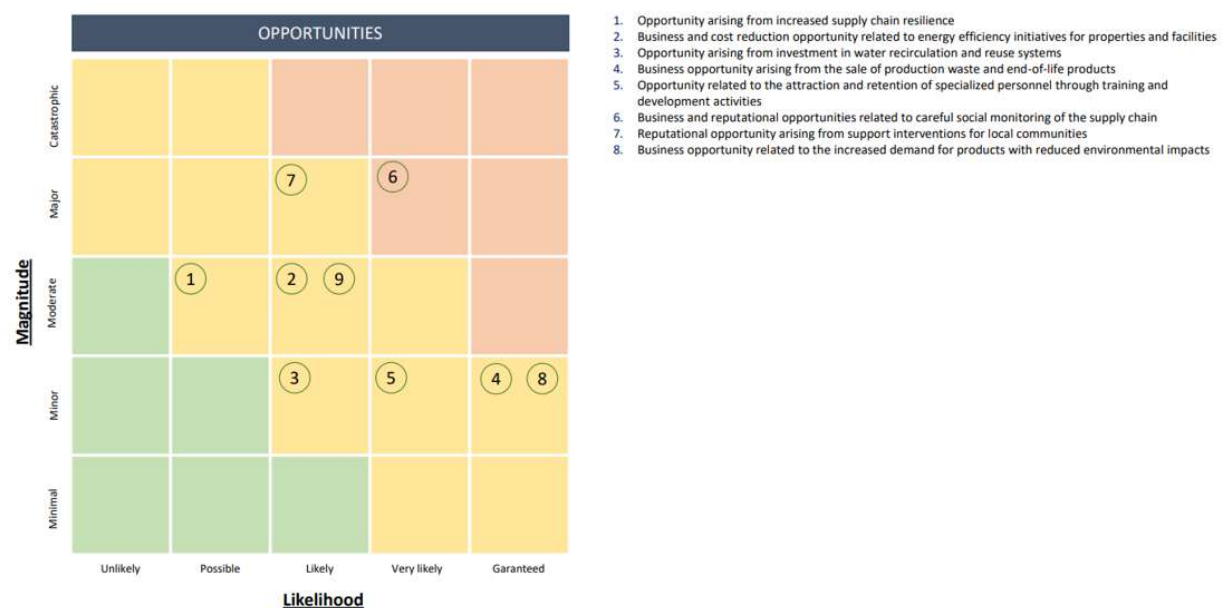 OPPORTUNITIES
Catastrophic
Major
7
6
Magnitude
Moderate
1
2
9
Minor
3
5
4
8
Minimal
Unlikely
Possible
Likely
Very likely
Garanteed
Likelihood
1. Opportunity arising from increased supply chain resilience
2. Business and cost reduction opportunity related to energy efficiency initiatives for properties and facilities
3. Opportunity arising from investment in water recirculation and reuse systems
4. Business opportunity arising from the sale of production waste and end-of-life products
5. Opportunity related to the attraction and retention of specialized personnel through training and
development activities
6. Business and reputational opportunities related to careful social monitoring of the supply chain
7. Reputational opportunity arising from support interventions for local communities
8. Business opportunity related to the increased demand for products with reduced environmental impacts